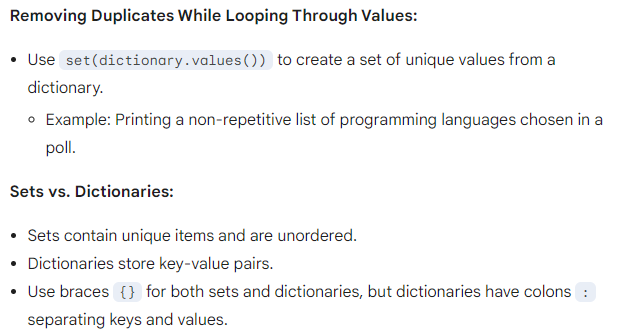 Removing Duplicates While Looping Through Values:
• Use set(dictionary.values()) to create a set of unique values from a
dictionary.
○ Example: Printing a non-repetitive list of programming languages chosen in a
poll.
Sets vs. Dictionaries:
• Sets contain unique items and are unordered.
• Dictionaries store key-value pairs.
• Use braces {} for both sets and dictionaries, but dictionaries have colons :
separating keys and values.